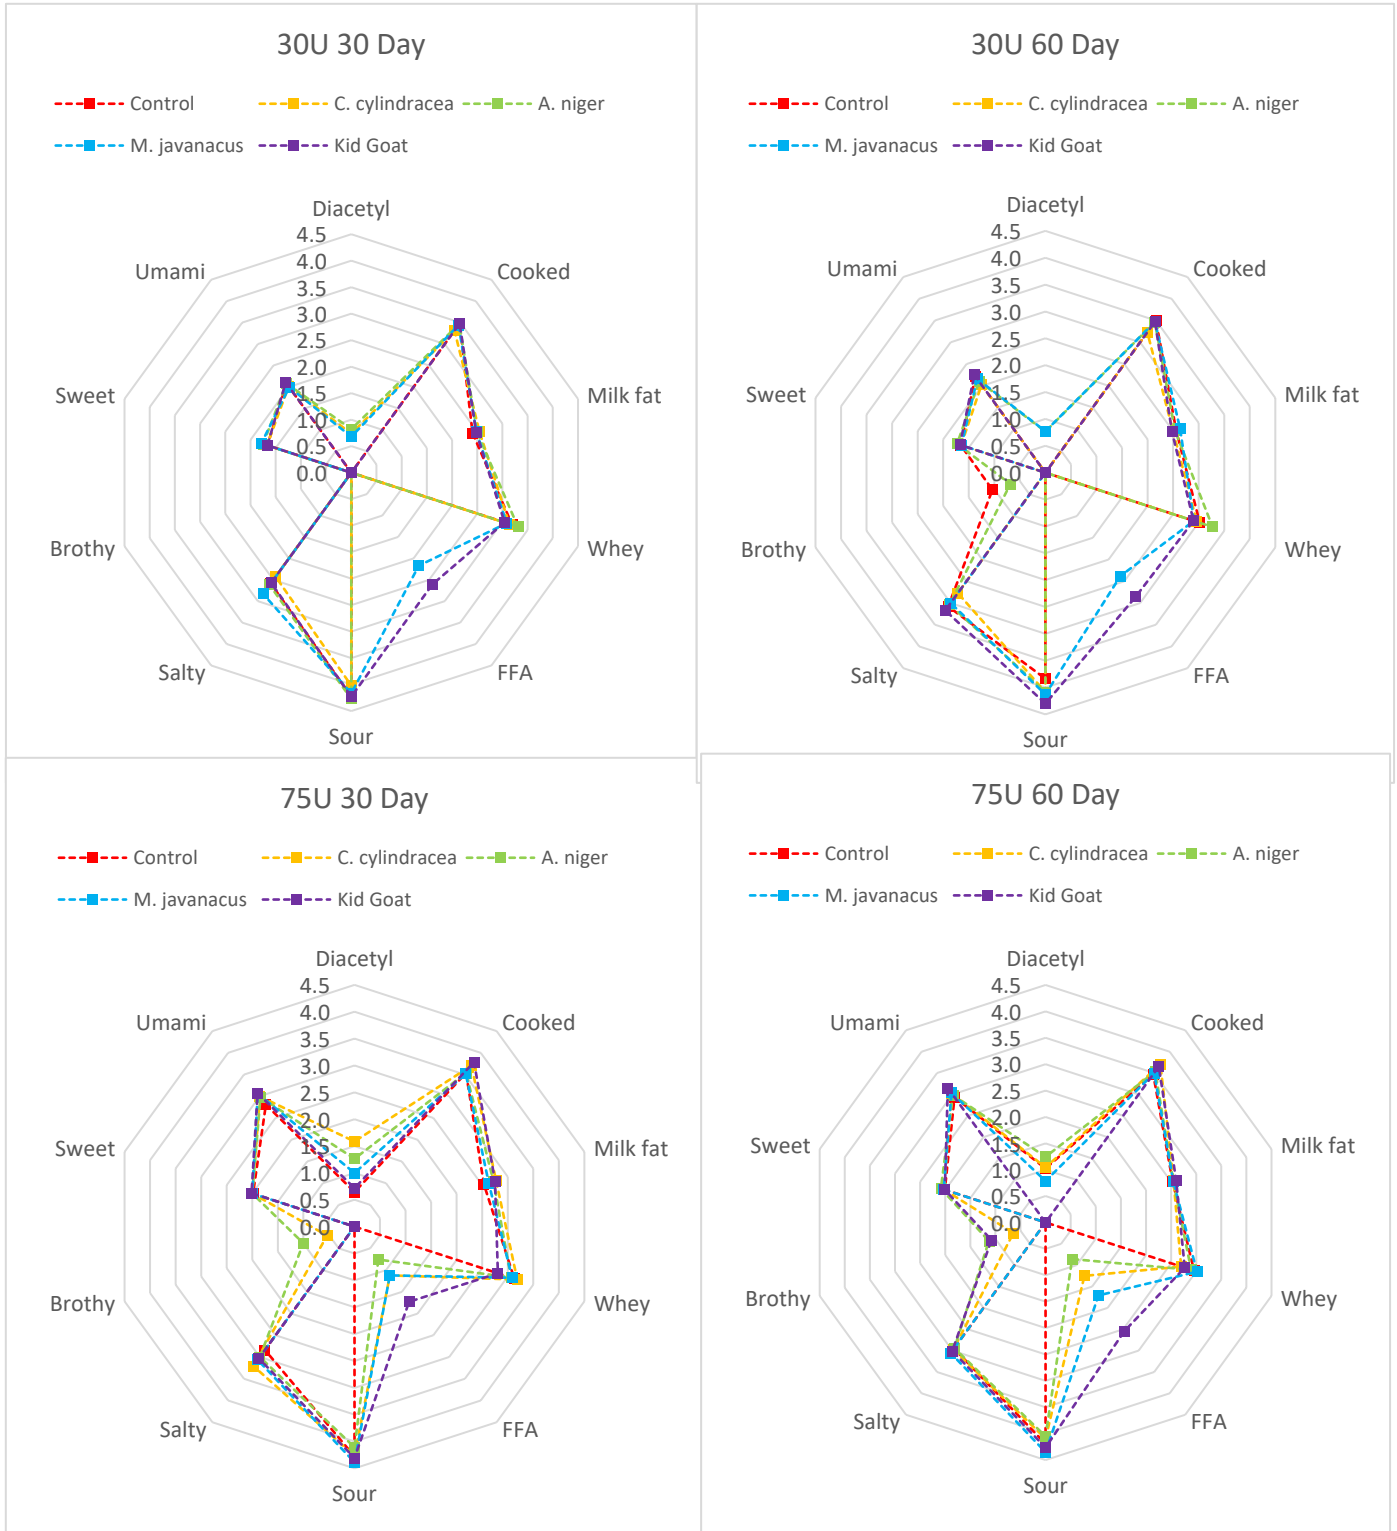 30U 30 Day
Control C. cylindracea A. niger
M. javanacus Kid Goat
Diacetyl
4.5
4.0
3.5
3.0
2.5
2.0
1.5
1.0
0.5
0.0
Cooked
Milk fat
Whey
FFA
Sour
Salty
Brothy
Sweet
Umami
30U 60 Day
Control C. cylindracea A. niger
M. javanacus Kid Goat
Diacetyl
4.5
4.0
3.5
3.0
2.5
2.0
1.5
1.0
0.5
0.0
Cooked
Milk fat
Whey
FFA
Sour
Salty
Brothy
Sweet
Umami
75U 30 Day
Control C. cylindracea A. niger
M. javanacus Kid Goat
Diacetyl
4.5
4.0
3.5
3.0
2.5
2.0
1.5
1.0
0.5
0.0
Cooked
Milk fat
Whey
FFA
Sour
Salty
Brothy
Sweet
Umami
75U 60 Day
Control C. cylindracea A. niger
M. javanacus Kid Goat
Diacetyl
4.5
4.0
3.5
3.0
2.5
2.0
1.5
1.0
0.5
0.0
Cooked
Milk fat
Whey
FFA
Sour
Salty
Brothy
Sweet
Umami